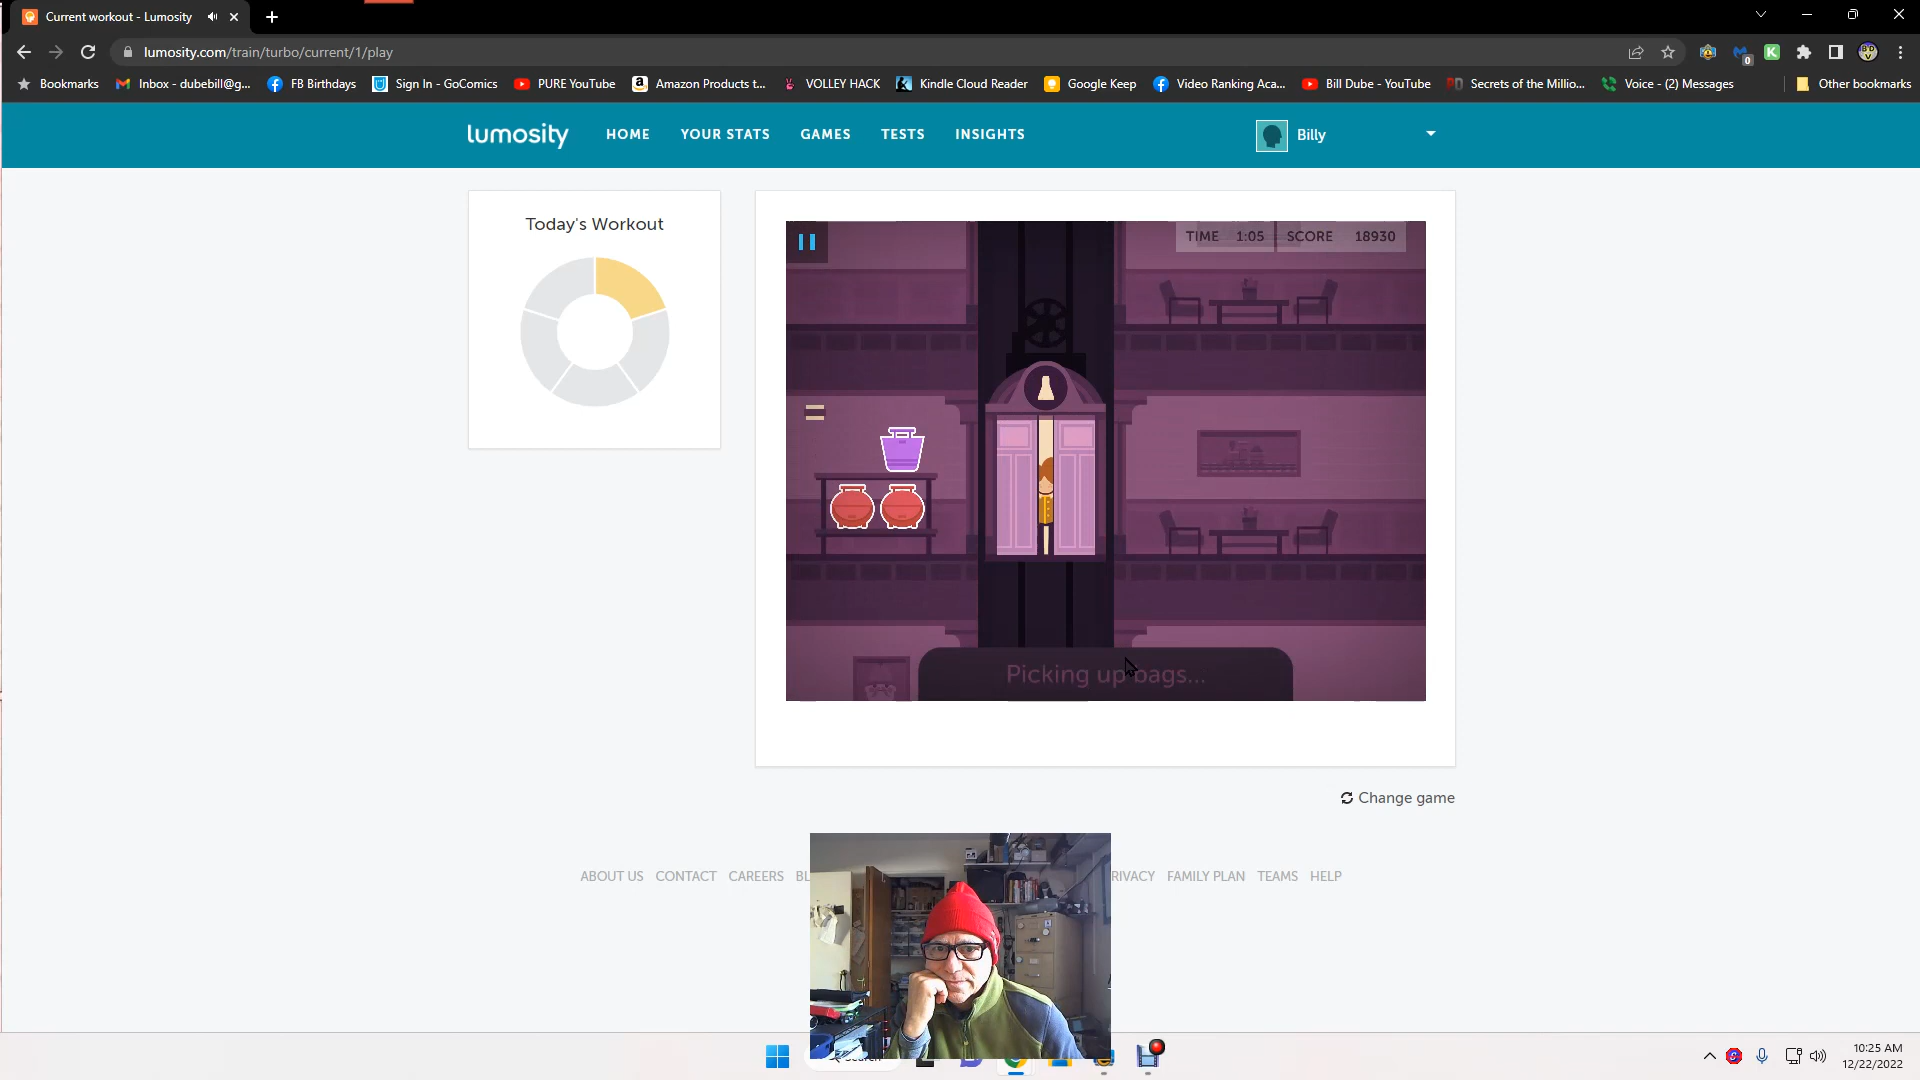 Current workout - Lumosity
lumosity.com/train/turbo/current/1/play
0
Bookmarks Inbox - dubebill@g... FB Birthdays Sign In - GoComics PURE YouTube Amazon Products t... VOLLEY HACK Kindle Cloud Reader Google Keep Video Ranking Aca... Bill Dube - YouTube Secrets of the Millio... Voice - (2) Messages Other bookmarks
lumosity HOME YOUR STATS GAMES TESTS INSIGHTS Billy
Today's Workout
TIME 1:05 SCORE 18930
Picking up bags...
Change game
ABOUT US CONTACT CAREERS BL RIVACY FAMILY PLAN TEAMS HELP
10:25 AM
12/22/2022